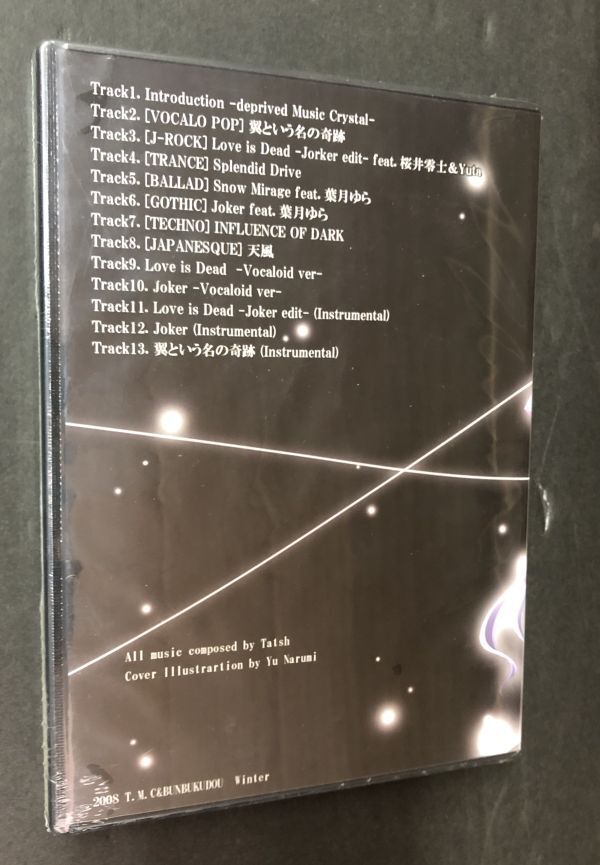 Track1. Introduction -deprived Music Crystal-
Track2. [VOCALO POP] 翼という名の奇跡
Track3. [J-ROCK] Love is Dead -Jorker edit- feat. 桜井零士&Yuta
Track4. [TRANCE] Splendid Drive
Track5. [BALLAD] Snow Mirage feat. 葉月ゆら
Track6. [GOTHIC] Joker feat. 葉月ゆら
Track7. [TECHNO] INFLUENCE OF DARK
Track8. [JAPANESQUE] 天風
Track9. Love is Dead -Vocaloid ver-
Track10. Joker -Vocaloid ver-
Track11. Love is Dead -Joker edit- (Instrumental)
Track12. Joker (Instrumental)
Track13. 翼という名の奇跡 (Instrumental)
All music composed by Tatsh
Cover Illustrartion by Yu Narumi
2008 T. M. C&BUNBUKUDOU Winter